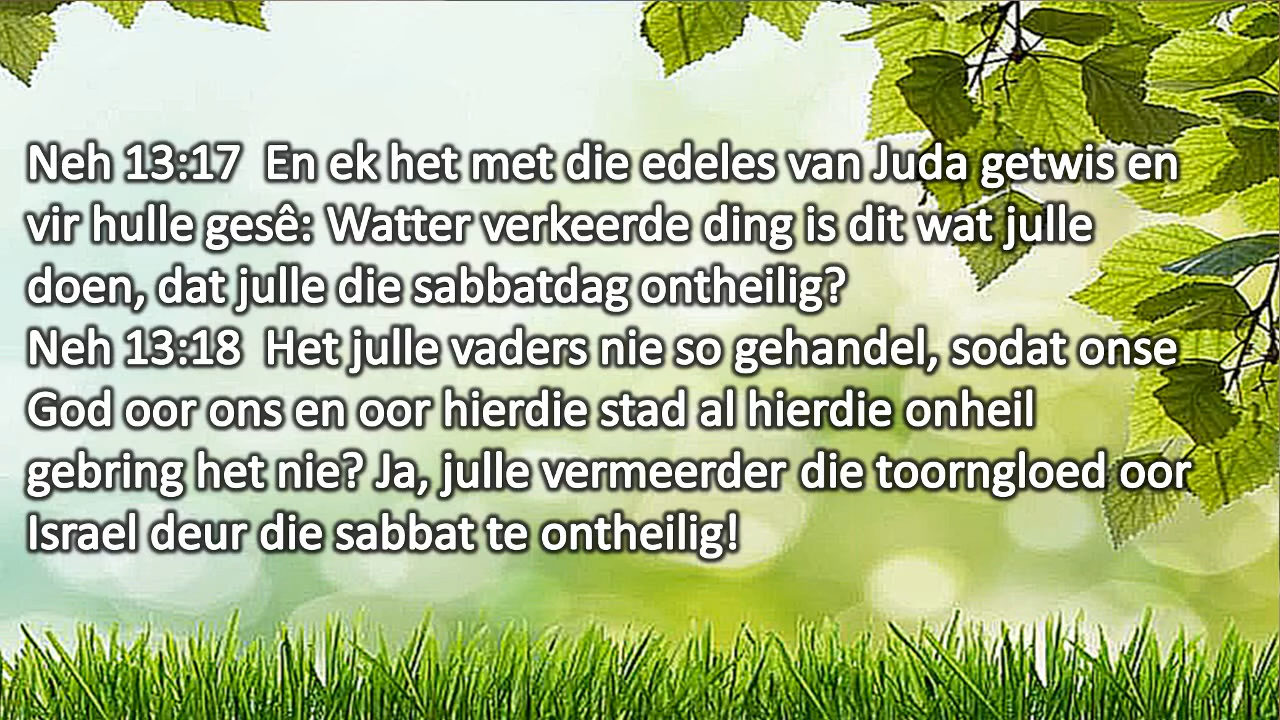 Neh 13:17  En ek het met die edeles van Juda getwis en
vir hulle gesê: Watter verkeerde ding is dit wat julle
doen, dat julle die sabbatdag ontheilig?
Neh 13:18  Het julle vaders nie so gehandel, sodat onse
God oor ons en oor hierdie stad al hierdie onheil
gebring het nie? Ja, julle vermeerder die toorngloed oor
Israel deur die sabbat te ontheilig!